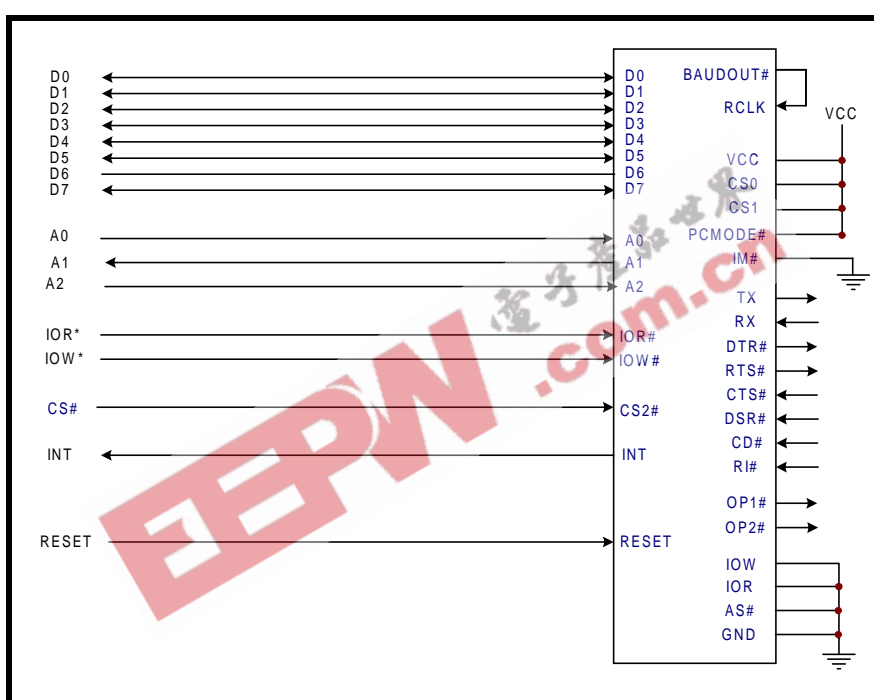 D0
D1
D2
D3
D4
D5
D6
D7
A0
A1
A2
IOR*
IOW*
CS#
INT
RESET
D0
D1
D2
D3
D4
D5
D6
D7
A0
A1
A2
IOR#
IOW#
CS2#
INT
RESET
BAUDOUT#
RCLK
VCC
VCC
CS0
CS1
PCMODE#
IM#
TX
RX
DTR#
RTS#
CTS#
DSR#
CD#
RI#
OP1#
OP2#
IOW
IOR
AS#
GND
EEPW.com.cn
電子產品世界